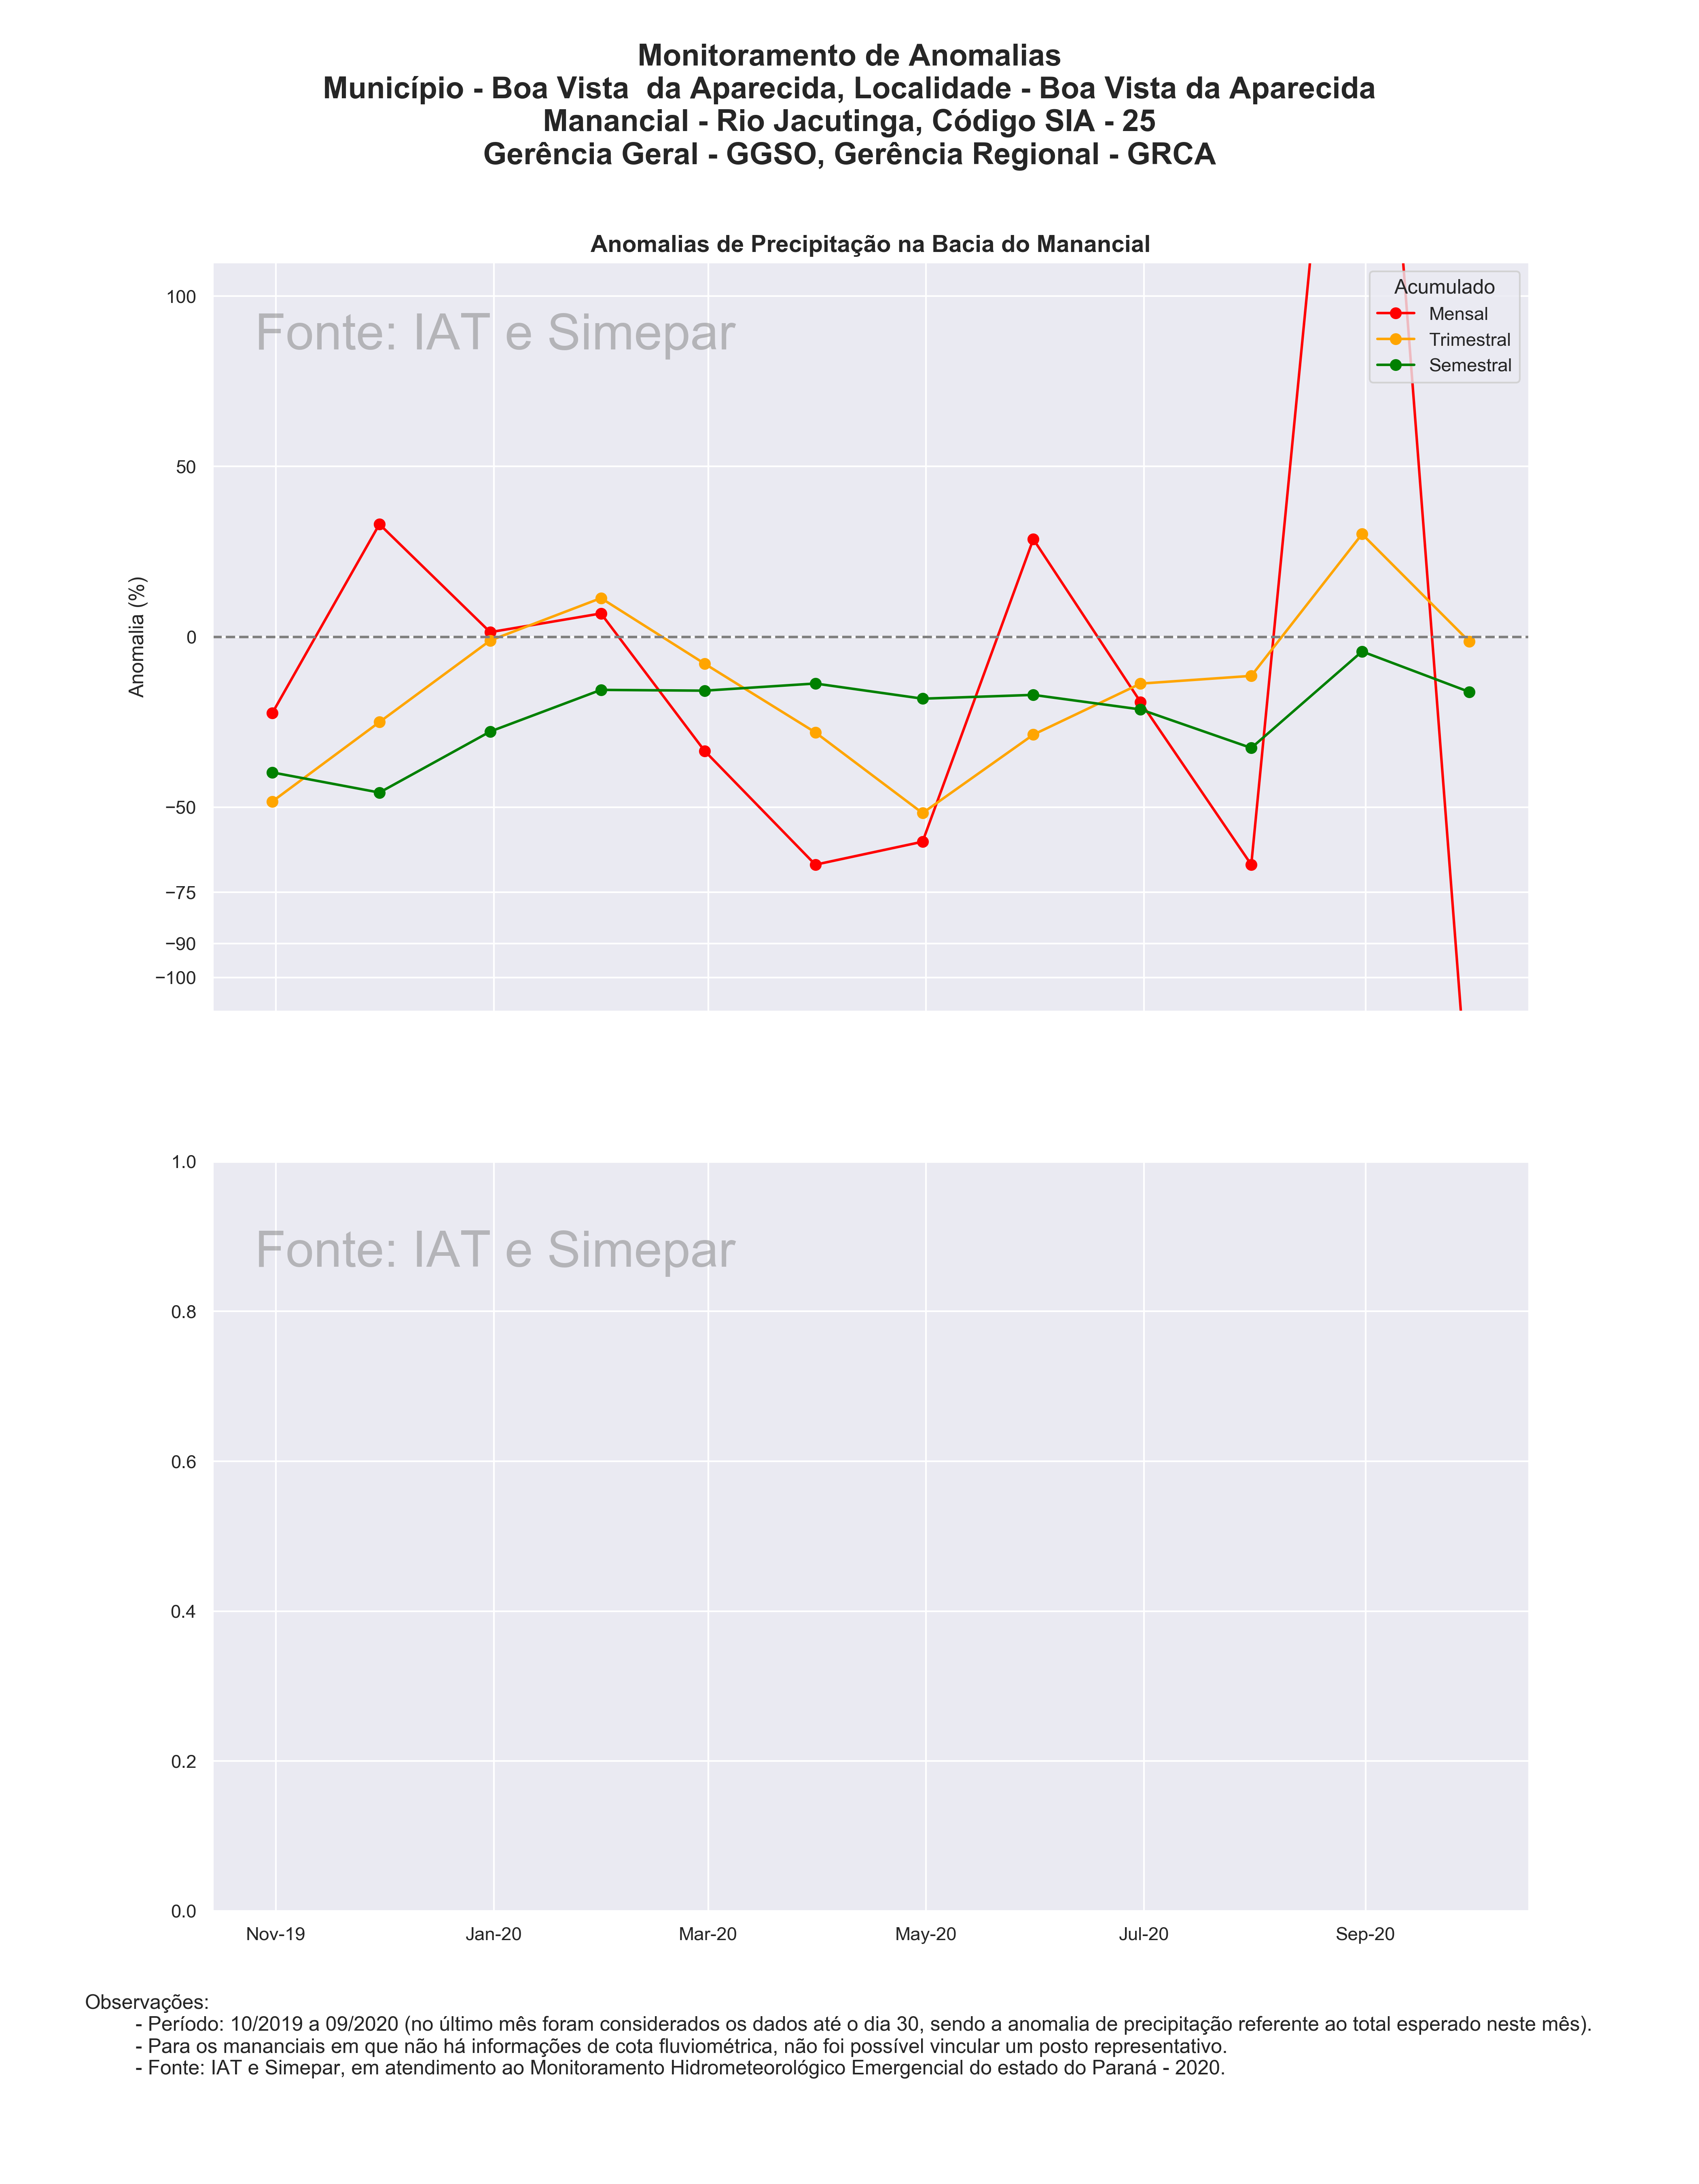 Monitoramento de Anomalias
Município - Boa Vista  da Aparecida, Localidade - Boa Vista da Aparecida
Manancial - Rio Jacutinga, Código SIA - 25
Gerência Geral - GGSO, Gerência Regional - GRCA
Anomalias de Precipitação na Bacia do Manancial
Fonte: IAT e Simepar
Acumulado
Mensal
Trimestral
Semestral
Anomalia (%)
100
50
0
−50
−75
−90
−100
Fonte: IAT e Simepar
1.0
0.8
0.6
0.4
0.2
0.0
Nov-19 Jan-20 Mar-20 May-20 Jul-20 Sep-20
Observações:
- Período: 10/2019 a 09/2020 (no último mês foram considerados os dados até o dia 30, sendo a anomalia de precipitação referente ao total esperado neste mês).
- Para os mananciais em que não há informações de cota fluviométrica, não foi possível vincular um posto representativo.
- Fonte: IAT e Simepar, em atendimento ao Monitoramento Hidrometeorológico Emergencial do estado do Paraná - 2020.